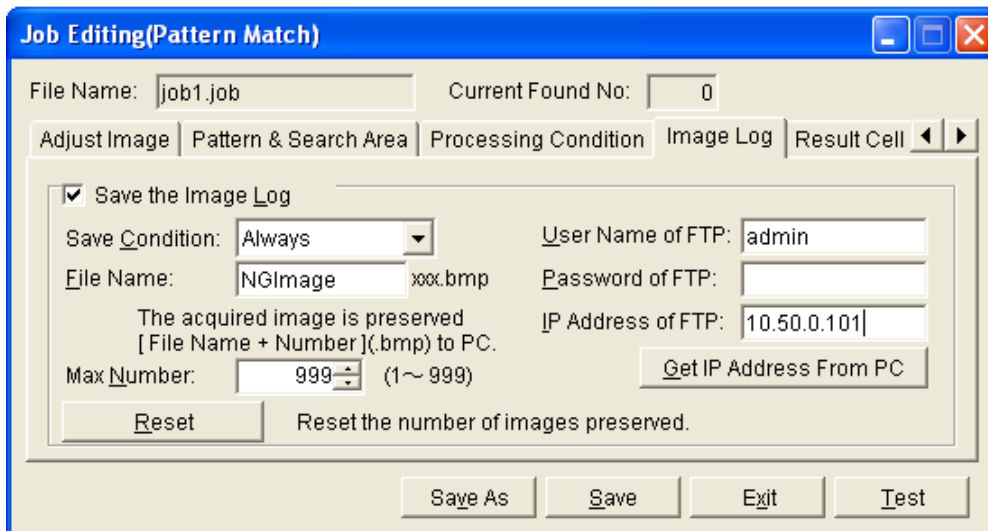 Job Editing(Pattern Match)
File Name: job1.job Current Found No: 0
Adjust Image Pattern & Search Area Processing Condition Image Log Result Cell
Save the Image Log
Save Condition: Always User Name of FTP: admin
File Name: NGImage xxx.bmp Password of FTP:
The acquired image is preserved IP Address of FTP: 10.50.0.101
[ File Name + Number ](.bmp) to PC.
Max Number: 999 (1~ 999) Get IP Address From PC
Reset Reset the number of images preserved.
Save As Save Exit Test